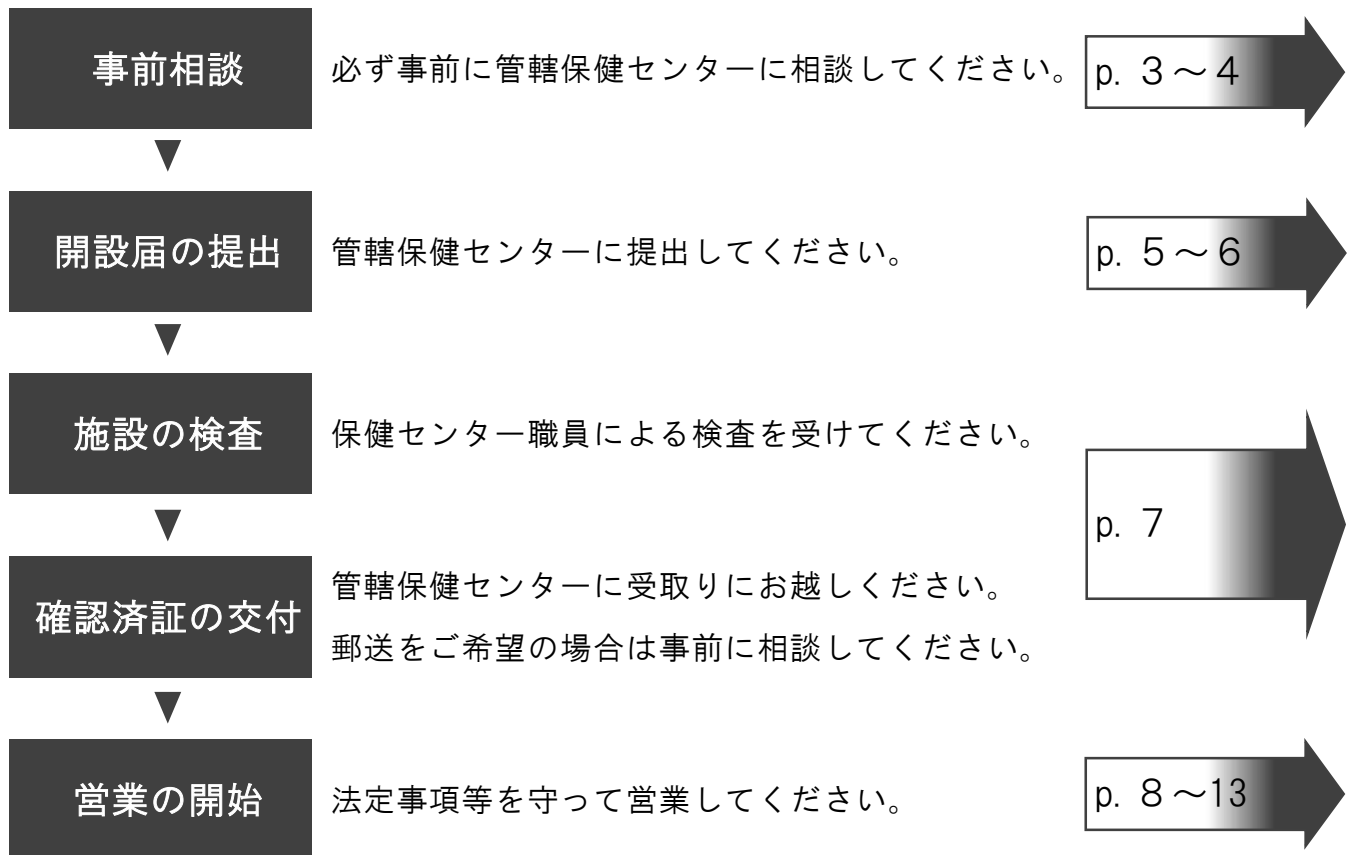 事前相談
必ず事前に管轄保健センターに相談してください。
p. 3～4
▼
開設届の提出
管轄保健センターに提出してください。
p. 5～6
▼
施設の検査
保健センター職員による検査を受けてください。
p. 7
▼
確認済証の交付
管轄保健センターに受取りにお越しください。
郵送をご希望の場合は事前に相談してください。
▼
営業の開始
法定事項等を守って営業してください。
p. 8～13